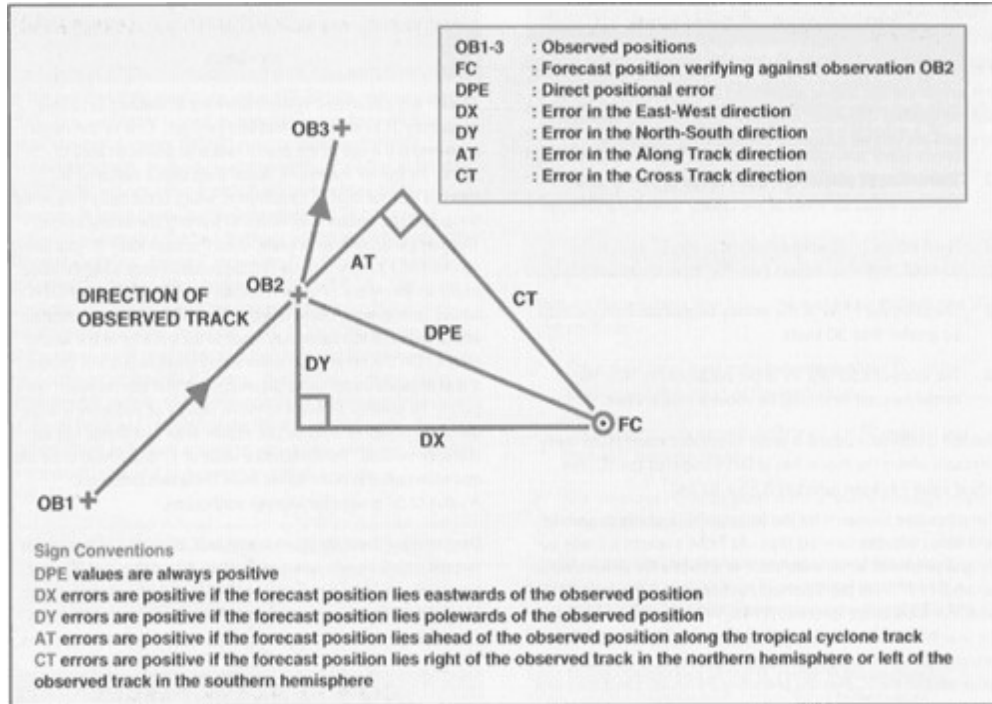 OB1-3 : Observed positions
FC : Forecast position verifying against observation OB2
DPE : Direct positional error
DX : Error in the East-West direction
DY : Error in the North-South direction
AT : Error in the Along Track direction
CT : Error in the Cross Track direction
OB3
AT
OB2
CT
DIRECTION OF
OBSERVED TRACK
DPE
DY
FC
DX
OB1
Sign Conventions
DPE values are always positive
DX errors are positive if the forecast position lies eastwards of the observed position
DY errors are positive if the forecast position lies polewards of the observed position
AT errors are positive if the forecast position lies ahead of the observed position along the tropical cyclone track
CT errors are positive if the forecast position lies right of the observed track in the northern hemisphere or left of the
observed track in the southern hemisphere